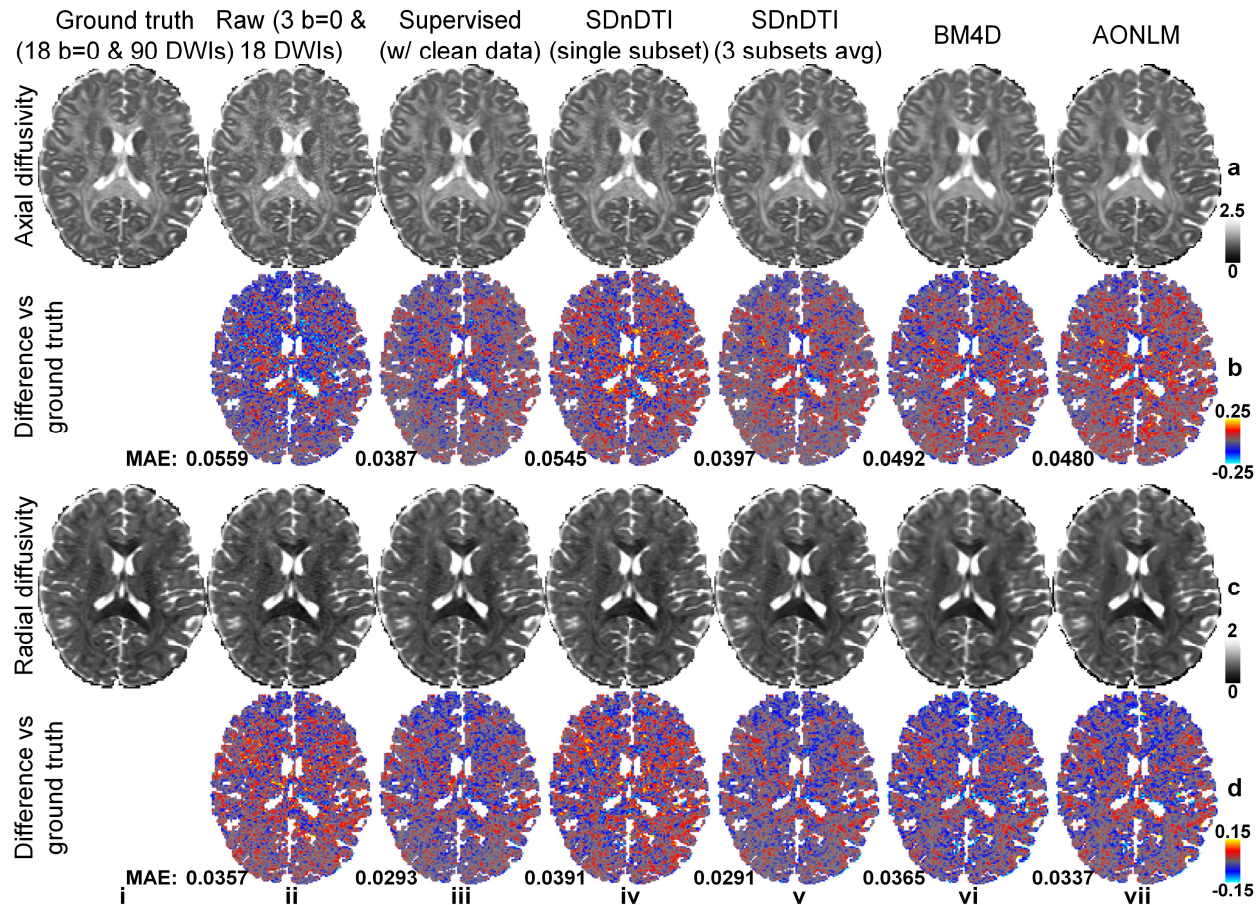 Ground truth
(18 b=0 & 90 DWIs)
Raw (3 b=0 &
18 DWIs)
Supervised
(w/ clean data)
SDnDTI
(single subset)
SDnDTI
(3 subsets avg)
BM4D
AONLM
Axial diffusivity
a
2.5
0
Difference vs
ground truth
b
0.25
-0.25
MAE: 0.0559 0.0387 0.0545 0.0397 0.0492 0.0480
Radial diffusivity
c
2
0
Difference vs
ground truth
d
0.15
-0.15
MAE: 0.0357 0.0293 0.0391 0.0291 0.0365 0.0337
i ii iii iv v vi vii